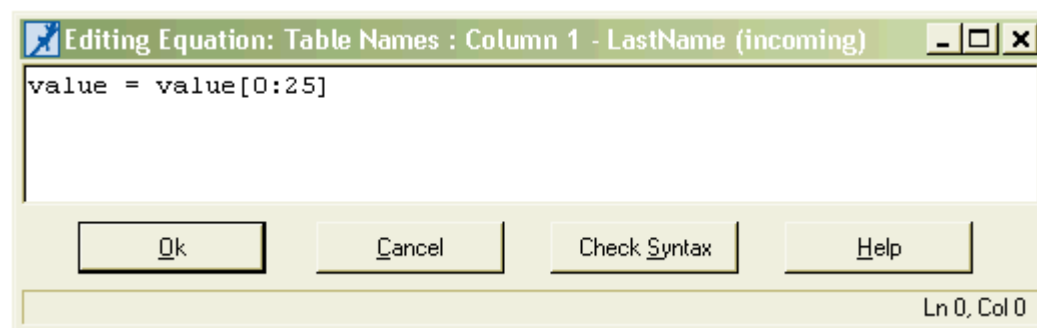 Editing Equation: Table Names : Column 1 - LastName (incoming)
value = value[0:25]
Ok Cancel Check Syntax Help
Ln 0, Col 0